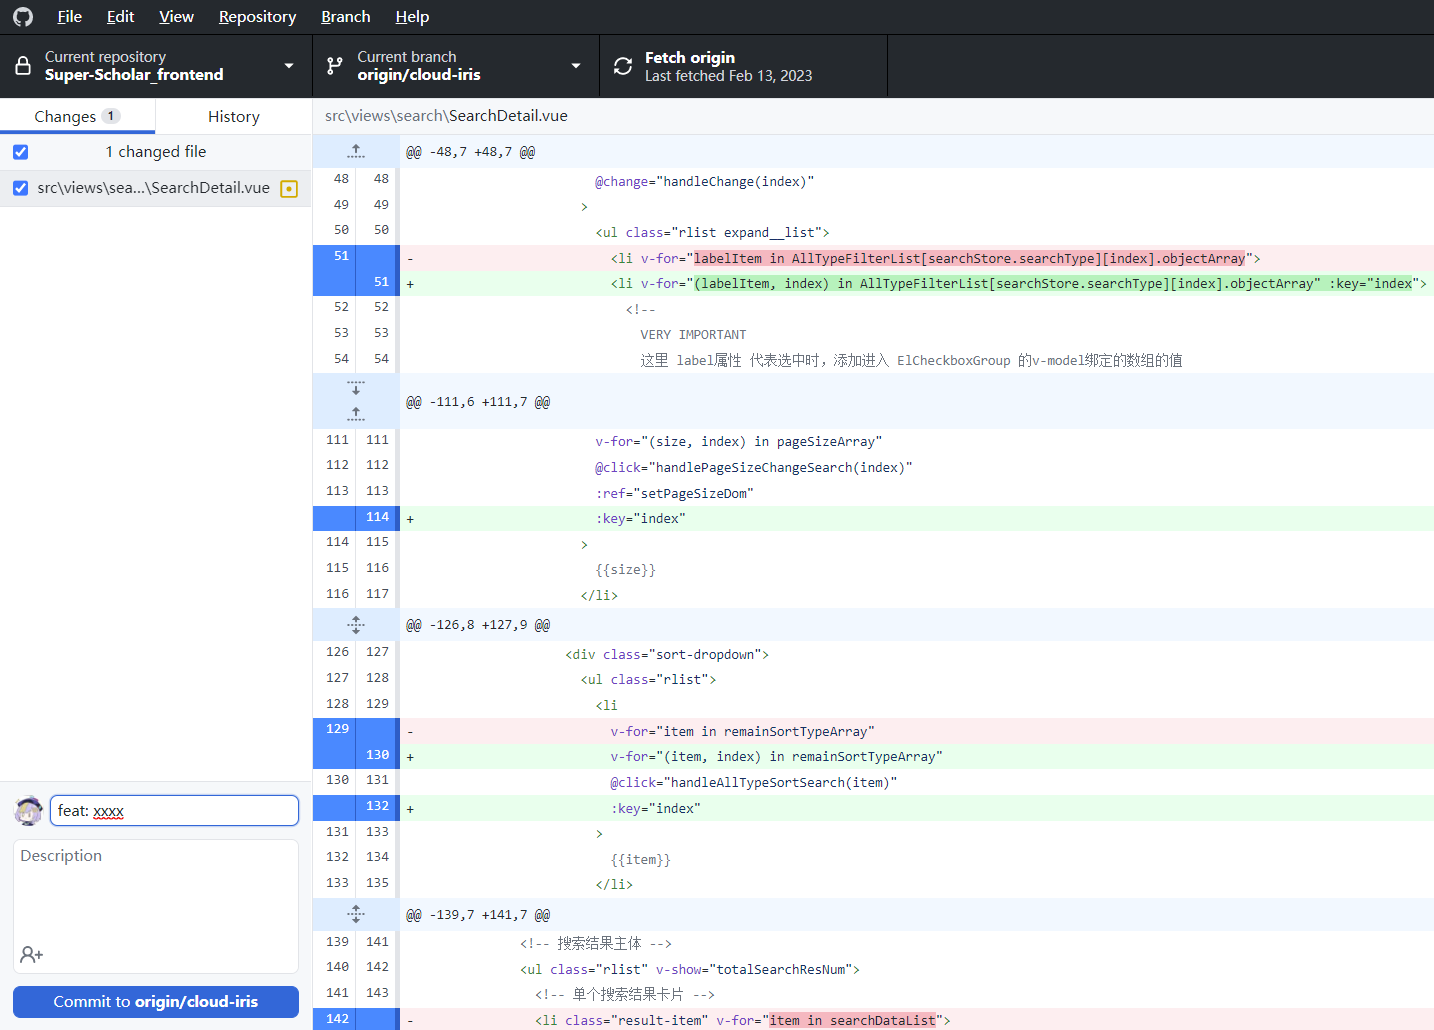 File Edit View Repository Branch Help
Current repository
Super-Scholar_frontend
Current branch
origin/cloud-iris
Fetch origin
Last fetched Feb 13, 2023
Changes 1 History
1 changed file
src\views\sea...\SearchDetail.vue
feat: xxxx
Description
Commit to origin/cloud-iris
src\views\search\SearchDetail.vue
@@ -48,7 +48,7 @@
48 48 @change="handleChange(index)"
49 49 >
50 50 <ul class="rlist expand__list">
51 - <li v-for="labelItem in AllTypeFilterList[searchStore.searchType][index].objectArray">
51 + <li v-for="(labelItem, index) in AllTypeFilterList[searchStore.searchType][index].objectArray" :key="index">
52 52 <!--
53 53 VERY IMPORTANT
54 54 这里 label属性 代表选中时，添加进入 ElCheckboxGroup 的v-model绑定的数组的值
@@ -111,6 +111,7 @@
111 111 v-for="(size, index) in pageSizeArray"
112 112 @click="handlePageSizeChangeSearch(index)"
113 113 :ref="setPageSizeDom"
114 + :key="index"
114 115 >
115 116 {{size}}
116 117 </li>
@@ -126,8 +127,9 @@
126 127 <div class="sort-dropdown">
127 128 <ul class="rlist">
128 129 <li
129 - v-for="item in remainSortTypeArray"
130 + v-for="(item, index) in remainSortTypeArray"
130 131 @click="handleAllTypeSortSearch(item)"
132 + :key="index"
131 133 >
132 134 {{item}}
133 135 </li>
@@ -139,7 +141,7 @@
139 141 <!-- 搜索结果主体 -->
140 142 <ul class="rlist" v-show="totalSearchResNum">
141 143 <!-- 单个搜索结果卡片 -->
142 - <li class="result-item" v-for="item in searchDataList">